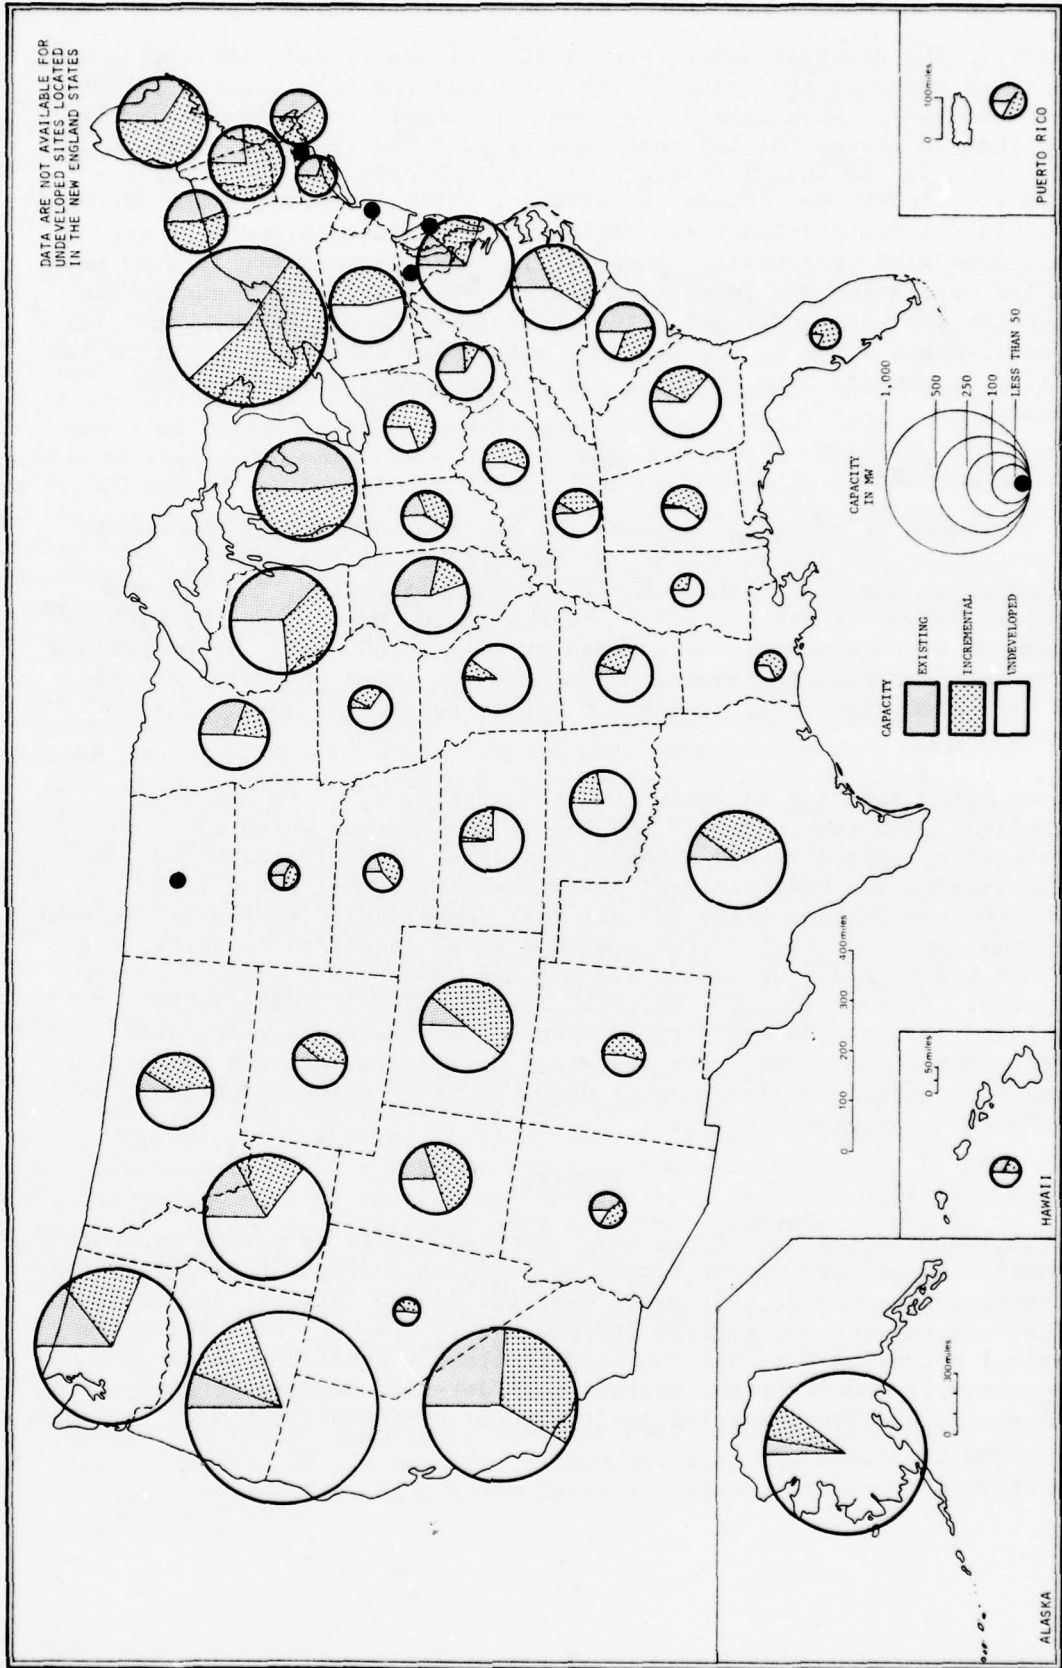 DATA ARE NOT AVAILABLE FOR
UNDEVELOPED SITES LOCATED
IN THE NEW ENGLAND STATES
0 100miles
PUERTO RICO
CAPACITY
IN MW
1,000
500
250
100
LESS THAN 50
CAPACITY
EXISTING
INCREMENTAL
UNDEVELOPED
0 100 200 300 400miles
0 50miles
HAWAII
0 300miles
ALASKA